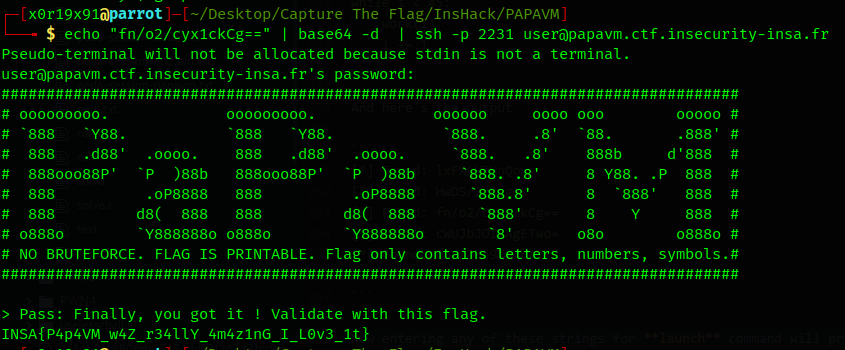 ┌─[x0r19x91@parrot]─[~/Desktop/Capture The Flag/InsHack/PAPAVM]
└──╼ $ echo "fn/o2/cyx1ckCg==" | base64 -d  | ssh -p 2231 user@papavm.ctf.insecurity-insa.fr
Pseudo-terminal will not be allocated because stdin is not a terminal.
user@papavm.ctf.insecurity-insa.fr's password:
################################################################################
# ooooooooo.             ooooooooo.                oooooo     oooo ooo        ooooo #
# `888   `Y88.           `888   `Y88.               `888.     .8'  `88.       .888' #
#  888   .d88'  .oooo.    888   .d88'  .oooo.        `888.   .8'    888b     d'888  #
#  888ooo88P'  `P  )88b   888ooo88P'  `P  )88b        `888. .8'     8 Y88. .P  888  #
#  888          .oP8888   888          .oP8888         `888.8'      8  `888'   888  #
#  888         d8(  888   888         d8(  888          `888'       8    Y     888  #
# o888o        `Y888888o o888o        `Y888888o          `8'       o8o        o888o #
# NO BRUTEFORCE. FLAG IS PRINTABLE. Flag only contains letters, numbers, symbols.#
################################################################################
> Pass: Finally, you got it ! Validate with this flag.
INSA{P4p4VM_w4Z_r34llY_4m4z1nG_I_L0v3_1t}